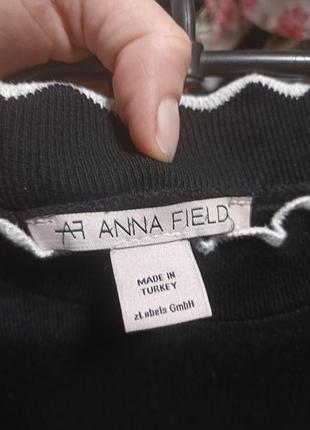 AF ANNA FIELD
MADE IN
TURKEY
zLabels GmbH